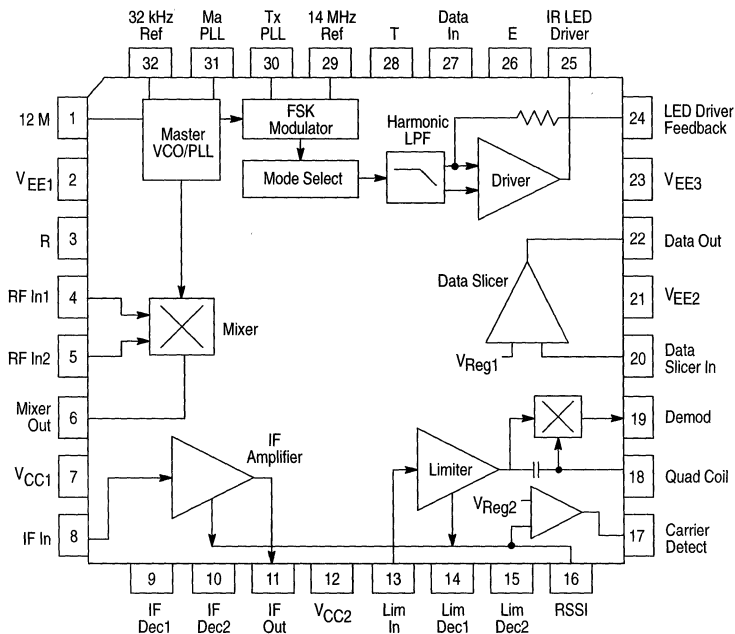 32 kHz
Ref
Ma
PLL
Tx
PLL
14 MHz
Ref
T
Data
In
E
IR LED
Driver
32
31
30
29
28
27
26
25
12 M
1
VEE1
2
R
3
RF In1
4
RF In2
5
Mixer
Out
6
VCC1
7
IF In
8
Master
VCO/PLL
FSK
Modulator
Mode Select
Harmonic
LPF
Driver
Mixer
Data Slicer
VReg1
IF
Amplifier
Limiter
VReg2
24
LED Driver
Feedback
23
VEE3
22
Data Out
21
VEE2
20
Data
Slicer In
19
Demod
18
Quad Coil
17
Carrier
Detect
9
10
11
12
13
14
15
16
IF
Dec1
IF
Dec2
IF
Out
VCC2
Lim
In
Lim
Dec1
Lim
Dec2
RSSI